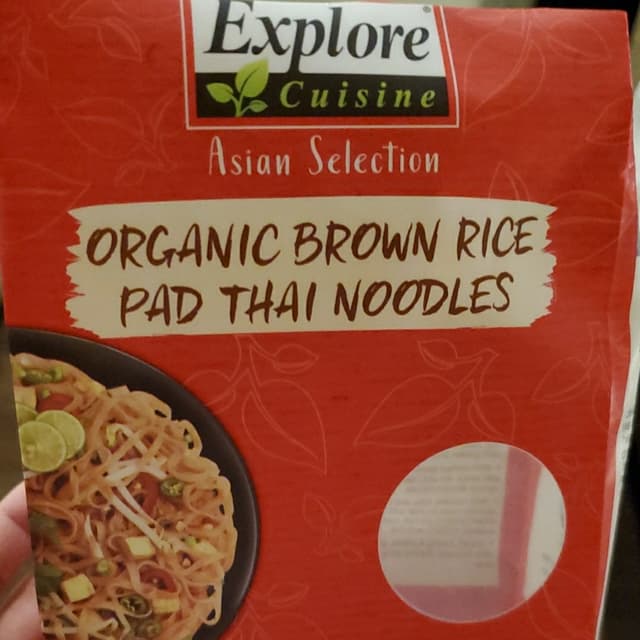 Explore
Cuisine
Asian Selection
ORGANIC BROWN RICE
PAD THAI NOODLES